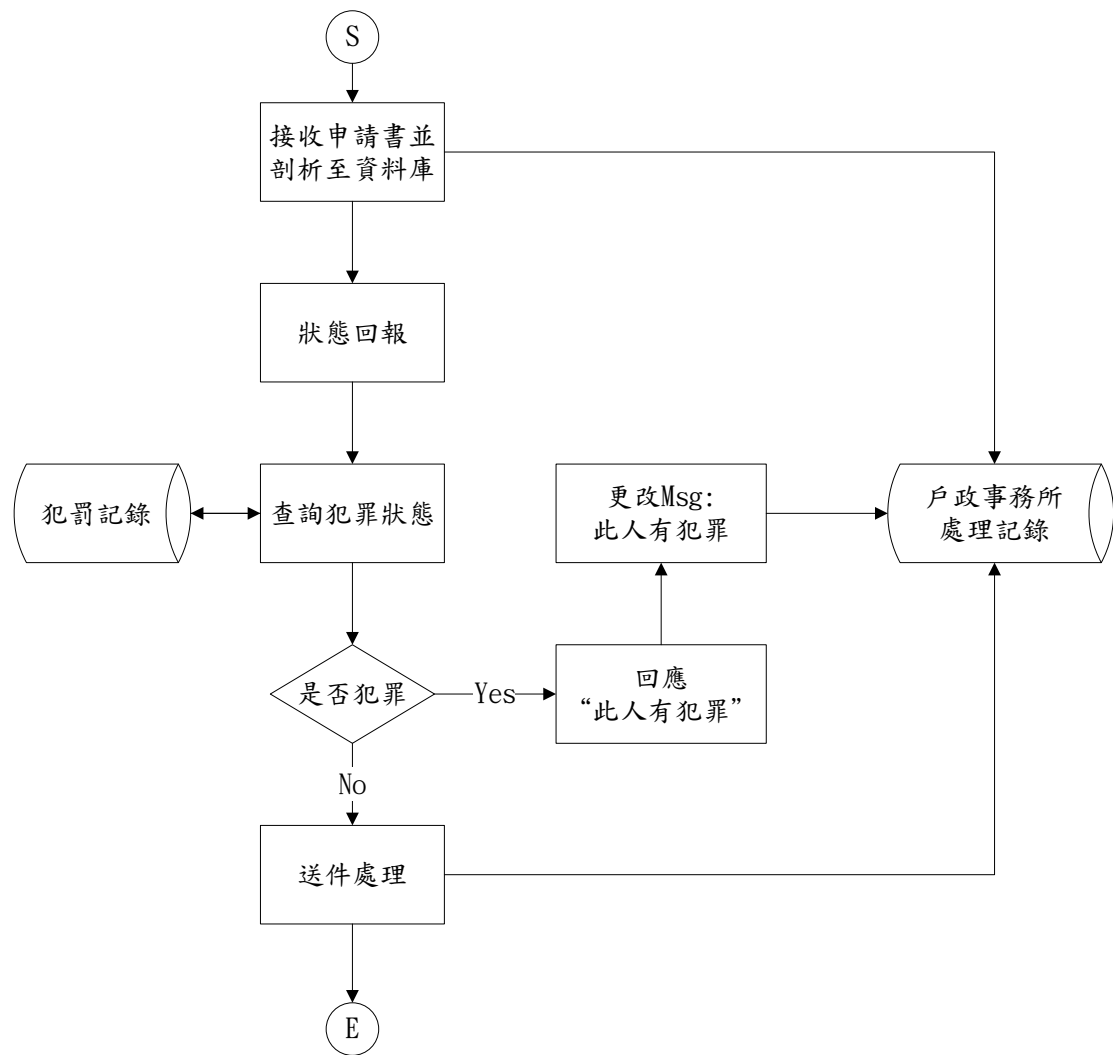 S
接收申請書並
剖析至資料庫
狀態回報
犯罰記錄
查詢犯罪狀態
更改Msg:
此人有犯罪
戶政事務所
處理記錄
是否犯罪
Yes
回應
“此人有犯罪”
No
送件處理
E